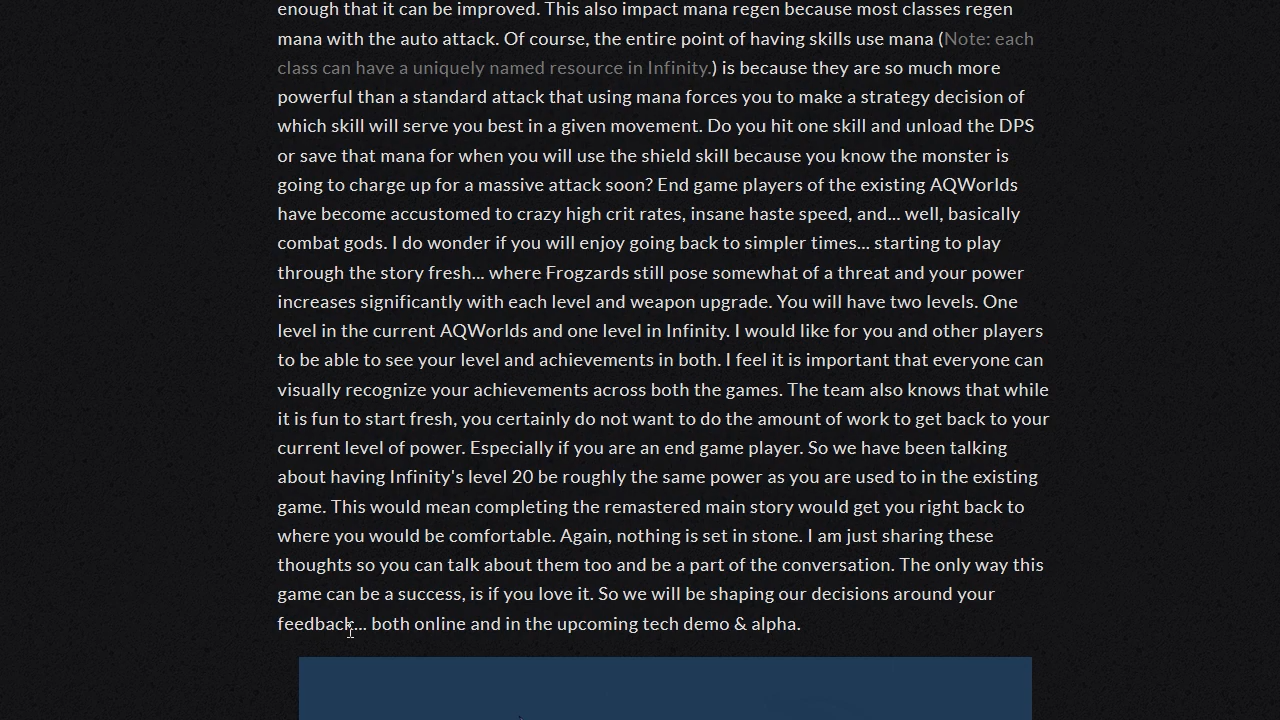 enough that it can be improved. This also impact mana regen because most classes regen
mana with the auto attack. Of course, the entire point of having skills use mana (Note: each
class can have a uniquely named resource in Infinity.) is because they are so much more
powerful than a standard attack that using mana forces you to make a strategy decision of
which skill will serve you best in a given movement. Do you hit one skill and unload the DPS
or save that mana for when you will use the shield skill because you know the monster is
going to charge up for a massive attack soon? End game players of the existing AQWorlds
have become accustomed to crazy high crit rates, insane haste speed, and... well, basically
combat gods. I do wonder if you will enjoy going back to simpler times... starting to play
through the story fresh... where Frogzards still pose somewhat of a threat and your power
increases significantly with each level and weapon upgrade. You will have two levels. One
level in the current AQWorlds and one level in Infinity. I would like for you and other players
to be able to see your level and achievements in both. I feel it is important that everyone can
visually recognize your achievements across both the games. The team also knows that while
it is fun to start fresh, you certainly do not want to do the amount of work to get back to your
current level of power. Especially if you are an end game player. So we have been talking
about having Infinity's level 20 be roughly the same power as you are used to in the existing
game. This would mean completing the remastered main story would get you right back to
where you would be comfortable. Again, nothing is set in stone. I am just sharing these
thoughts so you can talk about them too and be a part of the conversation. The only way this
game can be a success, is if you love it. So we will be shaping our decisions around your
feedback... both online and in the upcoming tech demo & alpha.